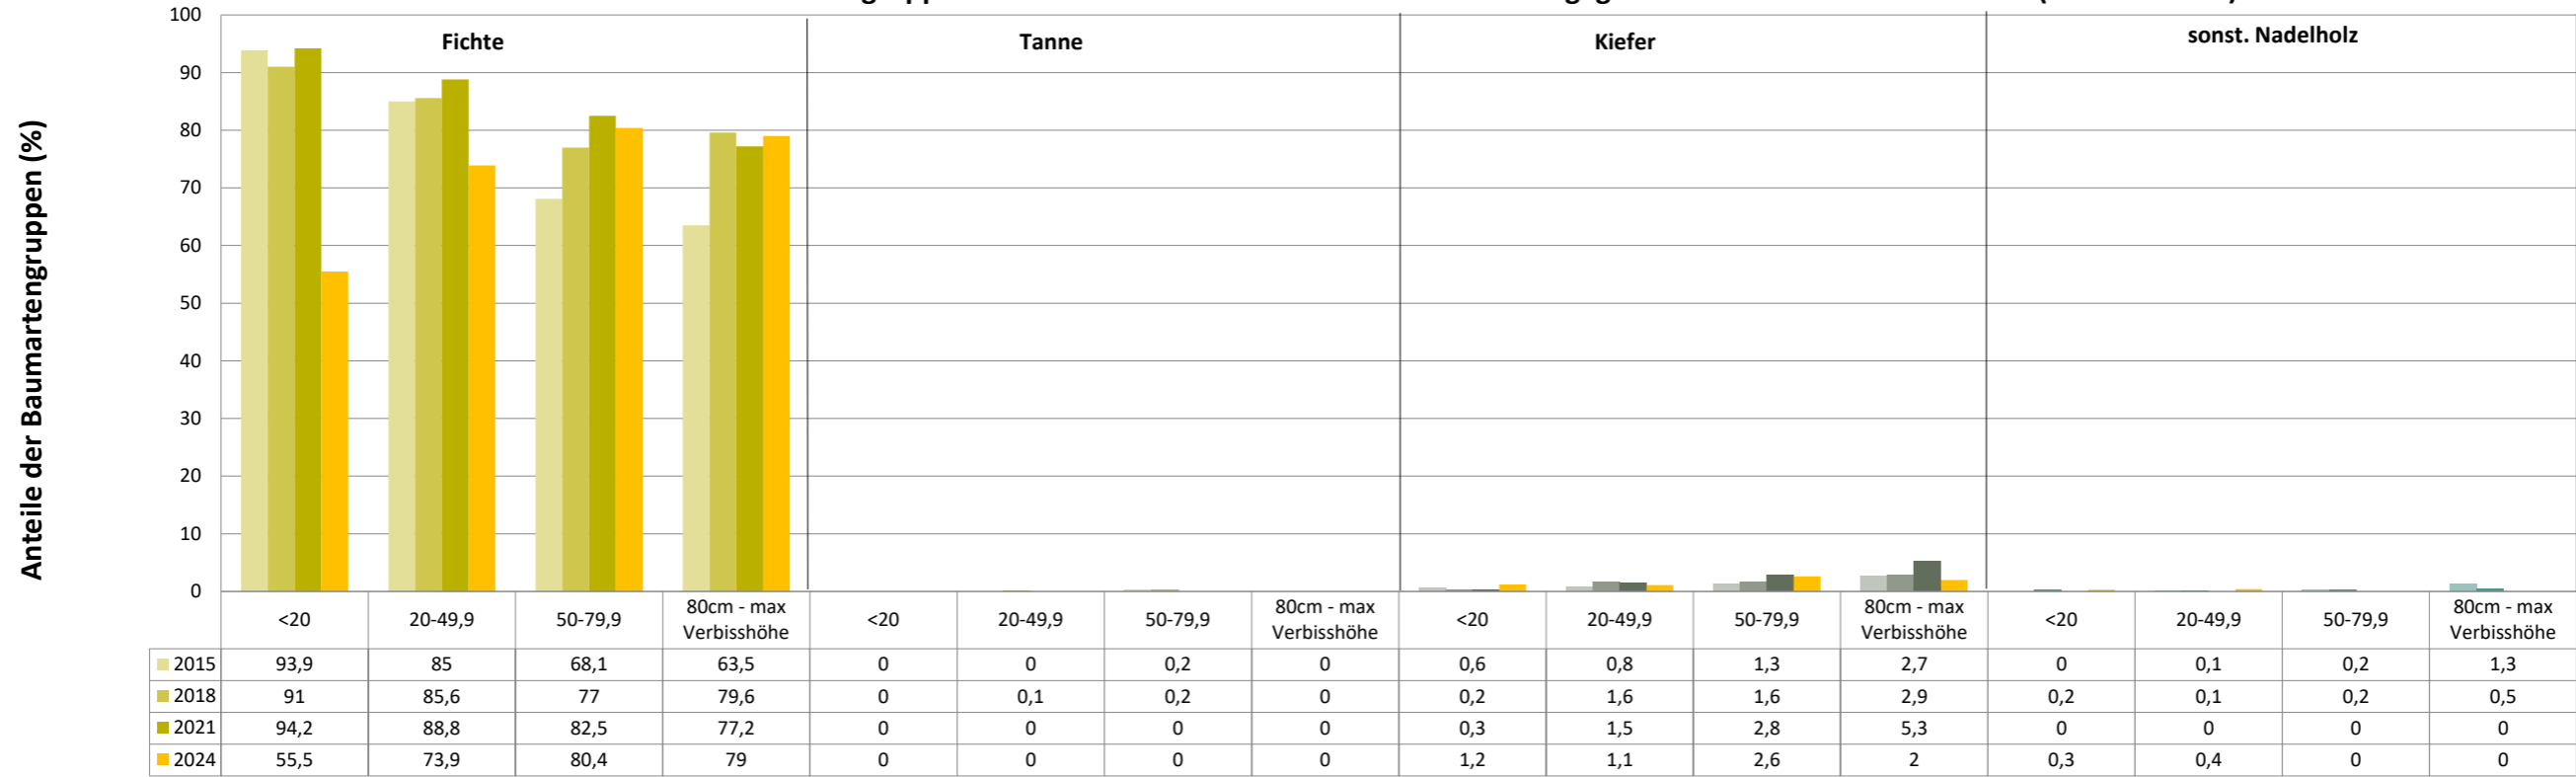 100
90
80
70
60
50
40
30
20
10
0
Anteile der Baumartengruppen (%)
Fichte Tanne Kiefer sonst. Nadelholz
<20 20-49,9 50-79,9 80cm - max Verbisshöhe <20 20-49,9 50-79,9 80cm - max Verbisshöhe <20 20-49,9 50-79,9 80cm - max Verbisshöhe <20 20-49,9 50-79,9 80cm - max Verbisshöhe
2015 93,9 85 68,1 63,5 0 0 0,2 0 0,6 0,8 1,3 2,7 0 0,1 0,2 1,3
2018 91 85,6 77 79,6 0 0,1 0,2 0 0,2 1,6 1,6 2,9 0,2 0,1 0,2 0,5
2021 94,2 88,8 82,5 77,2 0 0 0 0 0,3 1,5 2,8 5,3 0 0 0 0
2024 55,5 73,9 80,4 79 0 0 0 0 1,2 1,1 2,6 2 0,3 0,4 0 0